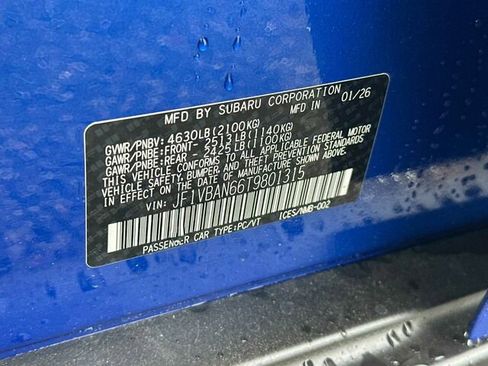 MFD BY SUBARU CORPORATION MFD IN 01/26
GVWR/PNBV: 4630LB(2100KG)
GAWR/PNBE: FRONT- 2513LB(1140KG)
GAWR/PNBE: REAR - 2425LB(1100KG)
THIS VEHICLE CONFORMS TO ALL APPLICABLE FEDERAL MOTOR
VEHICLE SAFETY, BUMPER, AND THEFT PREVENTION STANDARDS
IN EFFECT ON THE DATE OF MANUFACTURE SHOWN ABOVE.
VIN: JF1VBAN66T9801315
PASSENGER CAR TYPE:PC/VT ICES/NMB-002